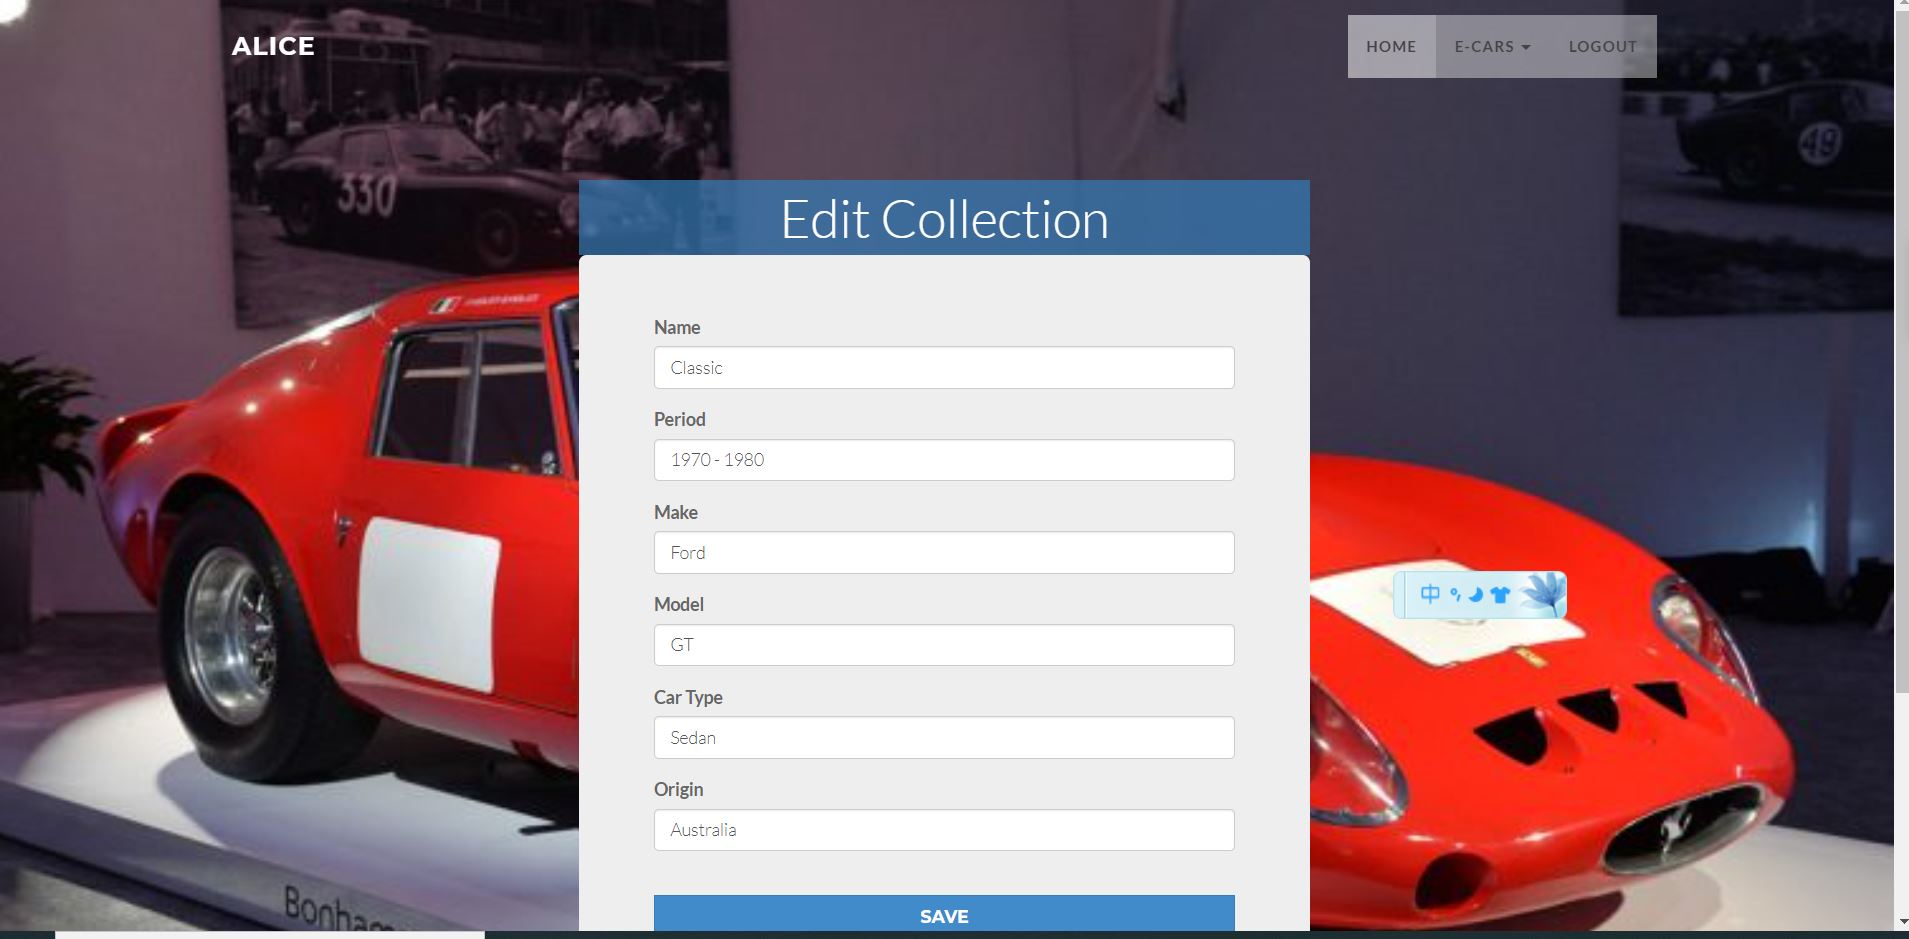 ALICE
HOME
E-CARS
LOGOUT
330
49
Edit Collection
Name
Classic
Period
1970 - 1980
Make
Ford
Model
GT
Car Type
Sedan
Origin
Australia
中
SAVE